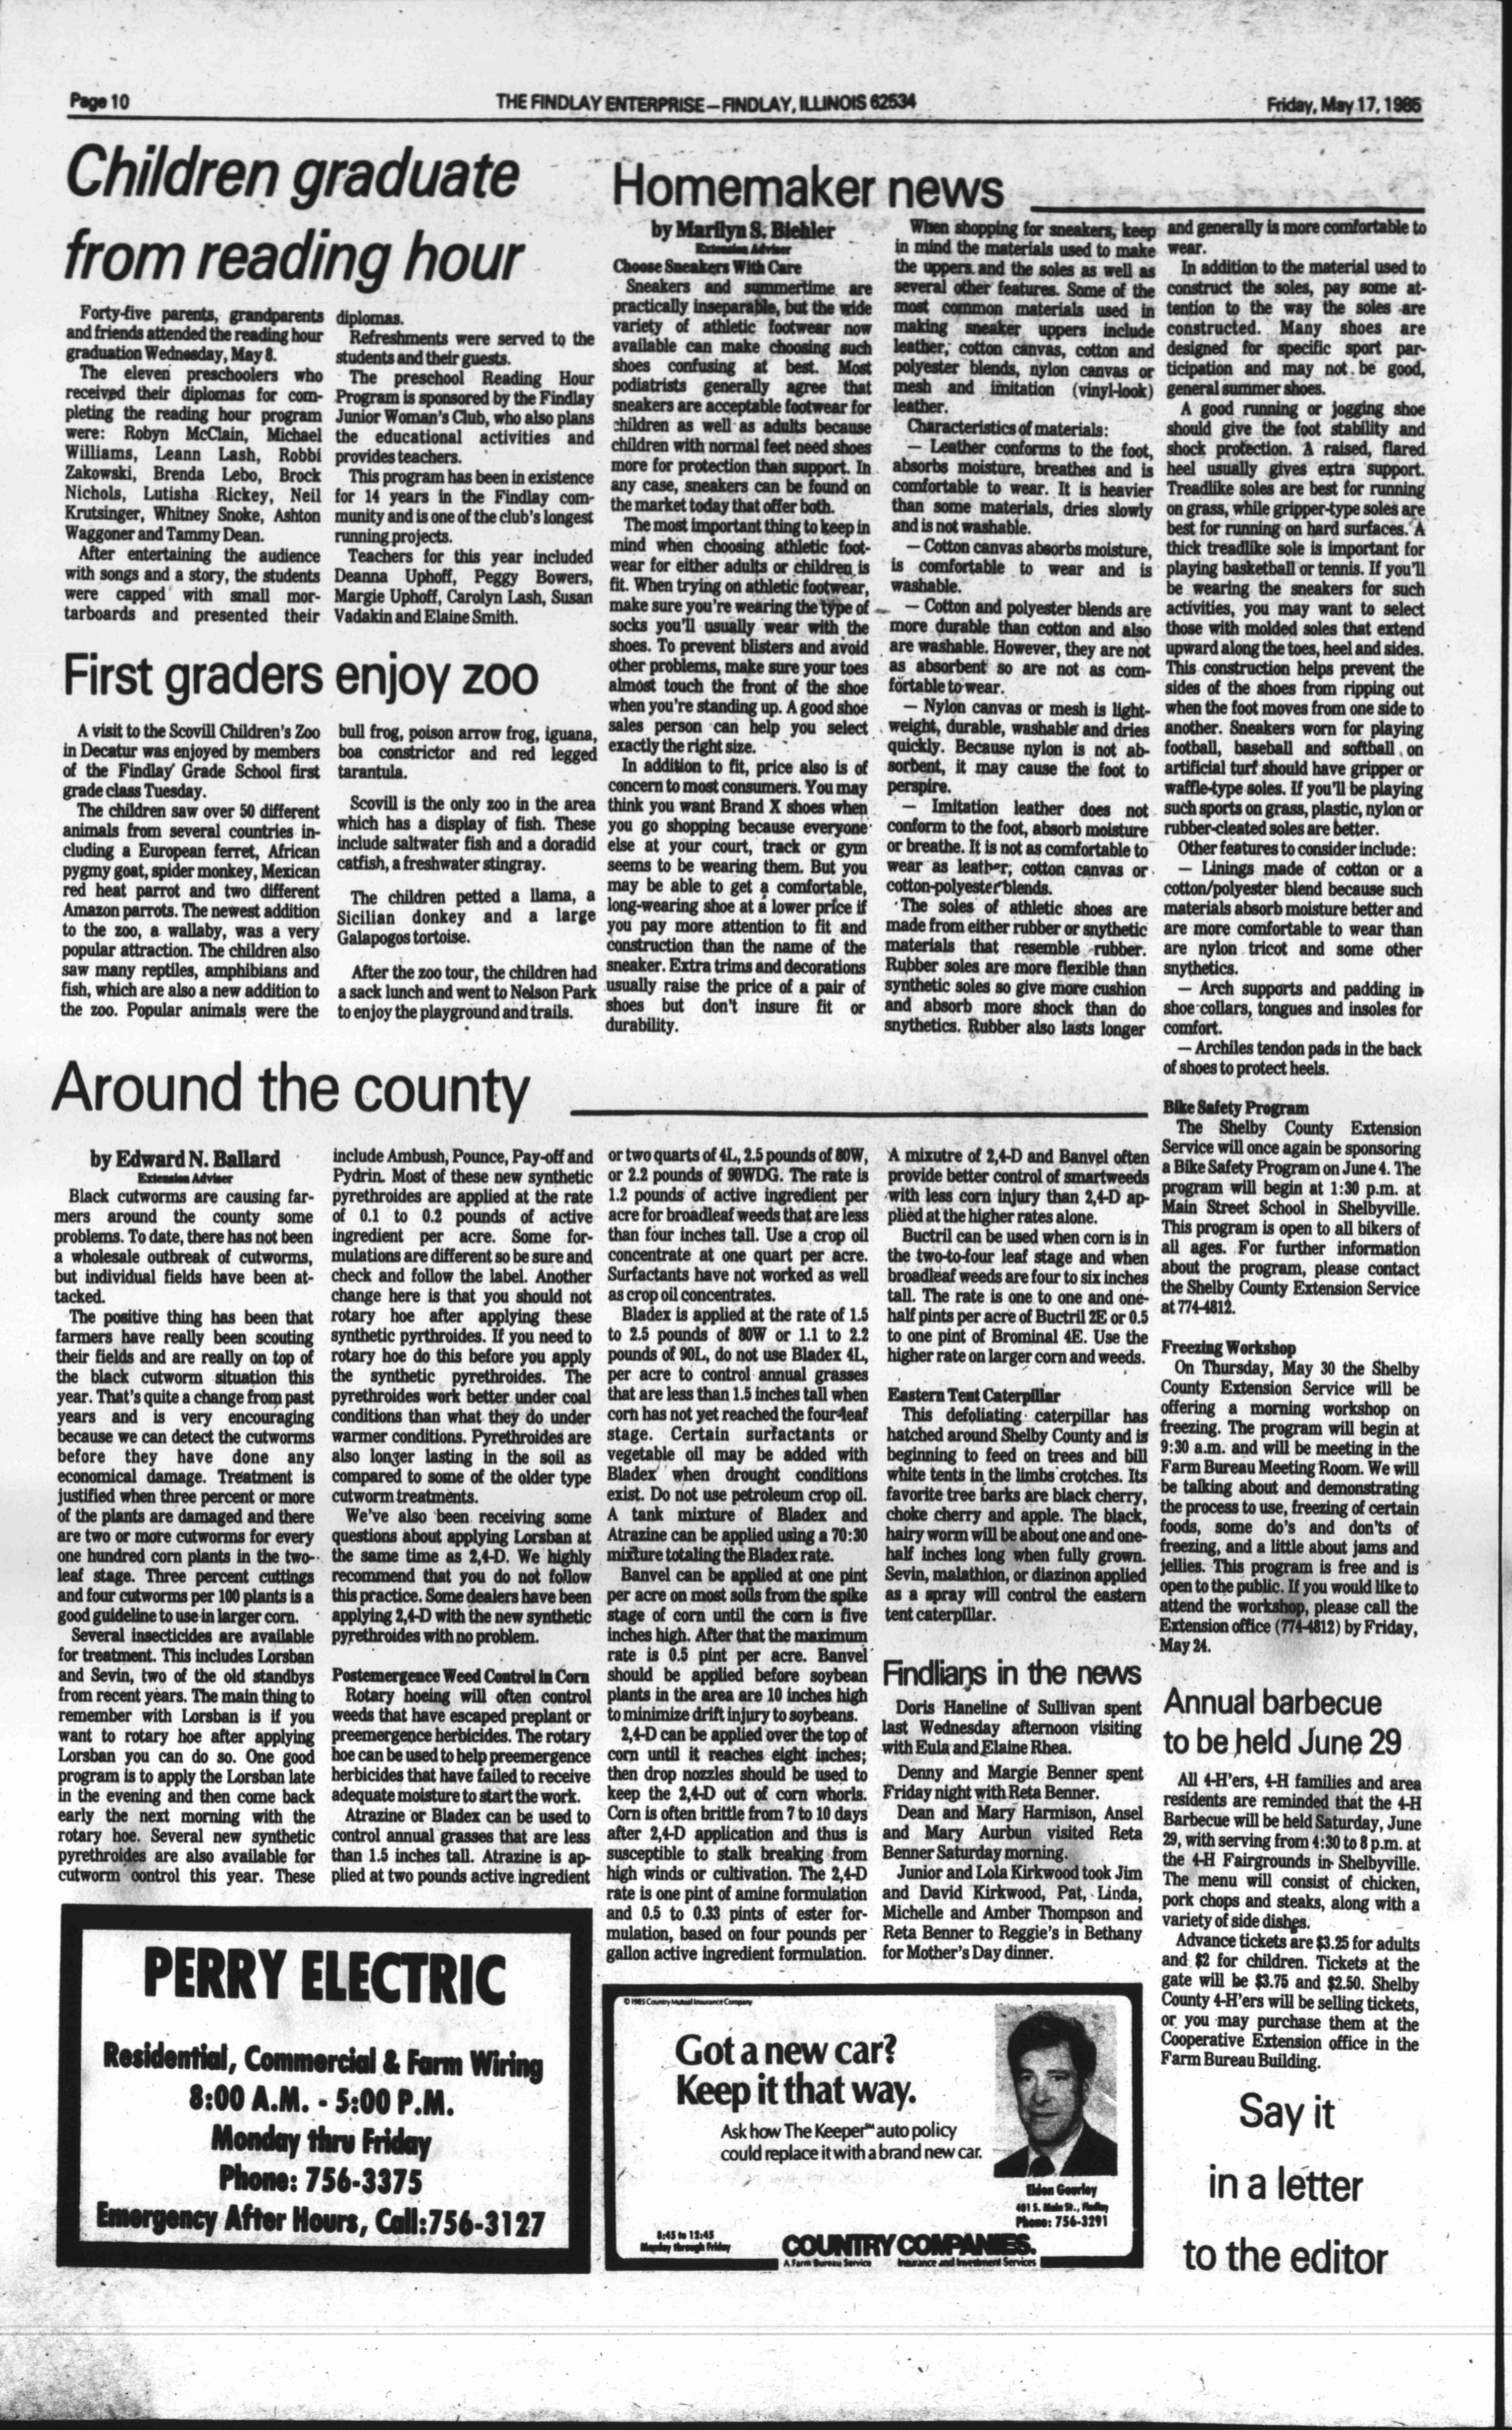 Page 10
THE FINDLAY ENTERPRISE — FINDLAY, ILLINOIS 62534
Friday, May 17, 1985
Children graduate
from reading hour
Forty-five parents, grandparents
and friends attended the reading hour
graduation Wednesday, May 8.
The eleven preschoolers who
received their diplomas for com-
pleting the reading hour program
were: Robyn McClain, Michael
Williams, Leann Lash, Robbi
Zakowski, Brenda Lebo, Brock
Nichols, Lutisha Rickey, Neil
Krutsinger, Whitney Snoke, Ashton
Waggoner and Tammy Dean.
After entertaining the audience
with songs and a story, the students
were capped with small mor-
tarboards and presented their
diplomas.
Refreshments were served to the
students and their guests.
The preschool Reading Hour
Program is sponsored by the Findlay
Junior Woman's Club, who also plans
the educational activities and
provides teachers.
This program has been in existence
for 14 years in the Findlay com-
munity and is one of the club's longest
running projects.
Teachers for this year included
Deanna Uphoff, Peggy Bowers,
Margie Uphoff, Carolyn Lash, Susan
Vadakin and Elaine Smith.
First graders enjoy zoo
A visit to the Scovill Children's Zoo
in Decatur was enjoyed by members
of the Findlay Grade School first
grade class Tuesday.
The children saw over 50 different
animals from several countries in-
cluding a European ferret, African
pygmy goat, spider monkey, Mexican
red heat parrot and two different
Amazon parrots. The newest addition
to the zoo, a wallaby, was a very
popular attraction. The children also
saw many reptiles, amphibians and
fish, which are also a new addition to
the zoo. Popular animals were the
bull frog, poison arrow frog, iguana,
boa constrictor and red legged
tarantula.
Scovill is the only zoo in the area
which has a display of fish. These
include saltwater fish and a doradid
catfish, a freshwater stingray.
The children petted a llama, a
Sicilian donkey and a large
Galapogos tortoise.
After the zoo tour, the children had
a sack lunch and went to Nelson Park
to enjoy the playground and trails.
Homemaker news
by Marilyn S. Biehler
Extension Adviser
Choose Sneakers With Care
Sneakers and summertime are
practically inseparable, but the wide
variety of athletic footwear now
available can make choosing such
shoes confusing at best. Most
podiatrists generally agree that
sneakers are acceptable footwear for
children as well as adults because
children with normal feet need shoes
more for protection than support. In
any case, sneakers can be found on
the market today that offer both.
The most important thing to keep in
mind when choosing athletic foot-
wear for either adults or children is
fit. When trying on athletic footwear,
make sure you're wearing the type of
socks you'll usually wear with the
shoes. To prevent blisters and avoid
other problems, make sure your toes
almost touch the front of the shoe
when you're standing up. A good shoe
sales person can help you select
exactly the right size.
In addition to fit, price also is of
concern to most consumers. You may
think you want Brand X shoes when
you go shopping because everyone
else at your court, track or gym
seems to be wearing them. But you
may be able to get a comfortable,
long-wearing shoe at a lower price if
you pay more attention to fit and
construction than the name of the
sneaker. Extra trims and decorations
usually raise the price of a pair of
shoes but don't insure fit or
durability.
When shopping for sneakers, keep
in mind the materials used to make
the uppers and the soles as well as
several other features. Some of the
most common materials used in
making sneaker uppers include
leather, cotton canvas, cotton and
polyester blends, nylon canvas or
mesh and imitation (vinyl-look)
leather.
Characteristics of materials:
— Leather conforms to the foot,
absorbs moisture, breathes and is
comfortable to wear. It is heavier
than some materials, dries slowly
and is not washable.
— Cotton canvas absorbs moisture,
is comfortable to wear and is
washable.
— Cotton and polyester blends are
more durable than cotton and also
are washable. However, they are not
as absorbent so are not as com-
fortable to wear.
— Nylon canvas or mesh is light-
weight, durable, washable and dries
quickly. Because nylon is not ab-
sorbent, it may cause the foot to
perspire.
— Imitation leather does not
conform to the foot, absorb moisture
or breathe. It is not as comfortable to
wear as leather, cotton canvas or
cotton-polyester blends.
The soles of athletic shoes are
made from either rubber or snythetic
materials that resemble rubber.
Rubber soles are more flexible than
synthetic soles so give more cushion
and absorb more shock than do
snythetics. Rubber also lasts longer
and generally is more comfortable to
wear.
In addition to the material used to
construct the soles, pay some at-
tention to the way the soles are
constructed. Many shoes are
designed for specific sport par-
ticipation and may not be good,
general summer shoes.
A good running or jogging shoe
should give the foot stability and
shock protection. A raised, flared
heel usually gives extra support.
Treadlike soles are best for running
on grass, while gripper-type soles are
best for running on hard surfaces. A
thick treadlike sole is important for
playing basketball or tennis. If you'll
be wearing the sneakers for such
activities, you may want to select
those with molded soles that extend
upward along the toes, heel and sides.
This construction helps prevent the
sides of the shoes from ripping out
when the foot moves from one side to
another. Sneakers worn for playing
football, baseball and softball on
artificial turf should have gripper or
waffle-type soles. If you'll be playing
such sports on grass, plastic, nylon or
rubber-cleated soles are better.
Other features to consider include:
— Linings made of cotton or a
cotton/polyester blend because such
materials absorb moisture better and
are more comfortable to wear than
are nylon tricot and some other
snythetics.
— Arch supports and padding in
shoe collars, tongues and insoles for
comfort.
— Archiles tendon pads in the back
of shoes to protect heels.
Bike Safety Program
The Shelby County Extension
Service will once again be sponsoring
a Bike Safety Program on June 4. The
program will begin at 1:30 p.m. at
Main Street School in Shelbyville.
This program is open to all bikers of
all ages. For further information
about the program, please contact
the Shelby County Extension Service
at 774-4812.
Freezing Workshop
On Thursday, May 30 the Shelby
County Extension Service will be
offering a morning workshop on
freezing. The program will begin at
9:30 a.m. and will be meeting in the
Farm Bureau Meeting Room. We will
be talking about and demonstrating
the process to use, freezing of certain
foods, some do's and don'ts of
freezing, and a little about jams and
jellies. This program is free and is
open to the public. If you would like to
attend the workshop, please call the
Extension office (774-4812) by Friday,
May 24.
Around the county
by Edward N. Ballard
Extension Adviser
Black cutworms are causing far-
mers around the county some
problems. To date, there has not been
a wholesale outbreak of cutworms,
but individual fields have been at-
tacked.
The positive thing has been that
farmers have really been scouting
their fields and are really on top of
the black cutworm situation this
year. That's quite a change from past
years and is very encouraging
because we can detect the cutworms
before they have done any
economical damage. Treatment is
justified when three percent or more
of the plants are damaged and there
are two or more cutworms for every
one hundred corn plants in the two-
leaf stage. Three percent cuttings
and four cutworms per 100 plants is a
good guideline to use in larger corn.
Several insecticides are available
for treatment. This includes Lorsban
and Sevin, two of the old standbys
from recent years. The main thing to
remember with Lorsban is if you
want to rotary hoe after applying
Lorsban you can do so. One good
program is to apply the Lorsban late
in the evening and then come back
early the next morning with the
rotary hoe. Several new synthetic
pyrethroides are also available for
cutworm control this year. These
include Ambush, Pounce, Pay-off and
Pydrin. Most of these new synthetic
pyrethroides are applied at the rate
of 0.1 to 0.2 pounds of active
ingredient per acre. Some for-
mulations are different so be sure and
check and follow the label. Another
change here is that you should not
rotary hoe after applying these
synthetic pyrthroides. If you need to
rotary hoe do this before you apply
the synthetic pyrethroides. The
pyrethroides work better under coal
conditions than what they do under
warmer conditions. Pyrethroides are
also longer lasting in the soil as
compared to some of the older type
cutworm treatments.
We've also been receiving some
questions about applying Lorsban at
the same time as 2,4-D. We highly
recommend that you do not follow
this practice. Some dealers have been
applying 2,4-D with the new synthetic
pyrethroides with no problem.
Postemergence Weed Control in Corn
Rotary hoeing will often control
weeds that have escaped preplant or
preemergence herbicides. The rotary
hoe can be used to help preemergence
herbicides that have failed to receive
adequate moisture to start the work.
Atrazine or Bladex can be used to
control annual grasses that are less
than 1.5 inches tall. Atrazine is ap-
plied at two pounds active ingredient
or two quarts of 4L, 2.5 pounds of 80W,
or 2.2 pounds of 90WDG. The rate is
1.2 pounds of active ingredient per
acre for broadleaf weeds that are less
than four inches tall. Use a crop oil
concentrate at one quart per acre.
Surfactants have not worked as well
as crop oil concentrates.
Bladex is applied at the rate of 1.5
to 2.5 pounds of 80W or 1.1 to 2.2
pounds of 90L, do not use Bladex 4L,
per acre to control annual grasses
that are less than 1.5 inches tall when
corn has not yet reached the four-leaf
stage. Certain surfactants or
vegetable oil may be added with
Bladex when drought conditions
exist. Do not use petroleum crop oil.
A tank mixture of Bladex and
Atrazine can be applied using a 70:30
mixture totaling the Bladex rate.
Banvel can be applied at one pint
per acre on most soils from the spike
stage of corn until the corn is five
inches high. After that the maximum
rate is 0.5 pint per acre. Banvel
should be applied before soybean
plants in the area are 10 inches high
to minimize drift injury to soybeans.
2,4-D can be applied over the top of
corn until it reaches eight inches;
then drop nozzles should be used to
keep the 2,4-D out of corn whorls.
Corn is often brittle from 7 to 10 days
after 2,4-D application and thus is
susceptible to stalk breaking from
high winds or cultivation. The 2,4-D
rate is one pint of amine formulation
and 0.5 to 0.33 pints of ester for-
mulation, based on four pounds per
gallon active ingredient formulation.
A mixutre of 2,4-D and Banvel often
provide better control of smartweeds
with less corn injury than 2,4-D ap-
plied at the higher rates alone.
Buctril can be used when corn is in
the two-to-four leaf stage and when
broadleaf weeds are four to six inches
tall. The rate is one to one and one-
half pints per acre of Buctril 2E or 0.5
to one pint of Brominal 4E. Use the
higher rate on larger corn and weeds.
Eastern Tent Caterpillar
This defoliating caterpillar has
hatched around Shelby County and is
beginning to feed on trees and bill
white tents in the limbs crotches. Its
favorite tree barks are black cherry,
choke cherry and apple. The black,
hairy worm will be about one and one-
half inches long when fully grown.
Sevin, malathion, or diazinon applied
as a spray will control the eastern
tent caterpillar.
Findlians in the news
Doris Haneline of Sullivan spent
last Wednesday afternoon visiting
with Eula and Elaine Rhea.
Denny and Margie Benner spent
Friday night with Reta Benner.
Dean and Mary Harmison, Ansel
and Mary Aurbun visited Reta
Benner Saturday morning.
Junior and Lola Kirkwood took Jim
and David Kirkwood, Pat, Linda,
Michelle and Amber Thompson and
Reta Benner to Reggie's in Bethany
for Mother's Day dinner.
Annual barbecue
to be held June 29
All 4-H'ers, 4-H families and area
residents are reminded that the 4-H
Barbecue will be held Saturday, June
29, with serving from 4:30 to 8 p.m. at
the 4-H Fairgrounds in Shelbyville.
The menu will consist of chicken,
pork chops and steaks, along with a
variety of side dishes.
Advance tickets are $3.25 for adults
and $2 for children. Tickets at the
gate will be $3.75 and $2.50. Shelby
County 4-H'ers will be selling tickets,
or you may purchase them at the
Cooperative Extension office in the
Farm Bureau Building.
PERRY ELECTRIC
Residential, Commercial & Farm Wiring
8:00 A.M. - 5:00 P.M.
Monday thru Friday
Phone: 756-3375
Emergency After Hours, Call:756-3127
© 1985 Country Mutual Insurance Company
Got a new car?
Keep it that way.
Ask how The Keeper℠ auto policy
could replace it with a brand new car.
Eldon Gourley
401 S. Main St., Findlay
Phone: 756-3291
8:45 to 12:45
Monday through Friday
COUNTRY COMPANIES.
A Farm Bureau Service
Insurance and Investment Services
Say it
in a letter
to the editor